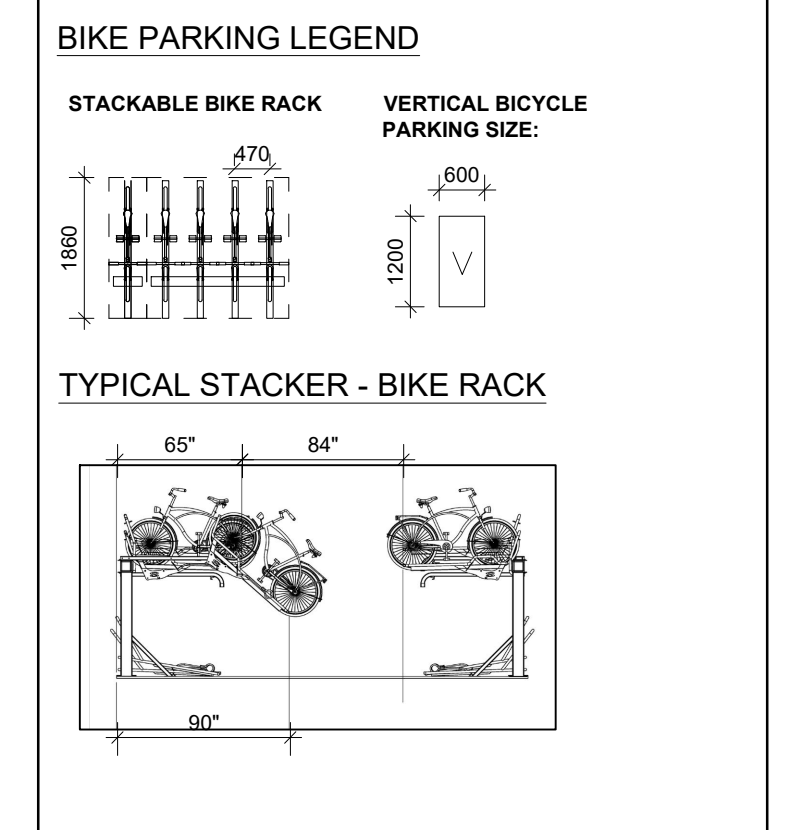 BIKE PARKING LEGEND
STACKABLE BIKE RACK
VERTICAL BICYCLE
PARKING SIZE:
470
1860
600
1200
V
TYPICAL STACKER - BIKE RACK
65"
84"
90"